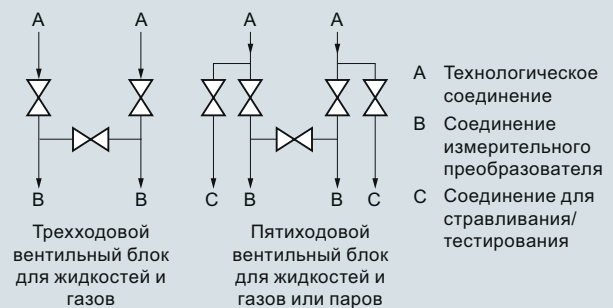 A A A A
B B C B B C
Трехходовой
вентильный блок
для жидкостей и
газов
Пятиходовой
вентильный блок
для жидкостей и
газов или паров
A Технологическое
соединение
B Соединение
измерительного
преобразователя
C Соединение для
стравливания/
тестирования